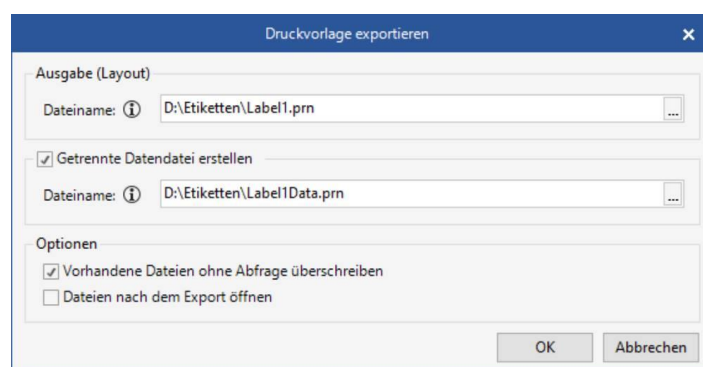 Druckvorlage exportieren
Ausgabe (Layout)
Dateiname: D:\Etiketten\Label1.prn ...
Getrennte Datendatei erstellen
Dateiname: D:\Etiketten\Label1Data.prn ...
Optionen
Vorhandene Dateien ohne Abfrage überschreiben
Dateien nach dem Export öffnen
OK Abbrechen